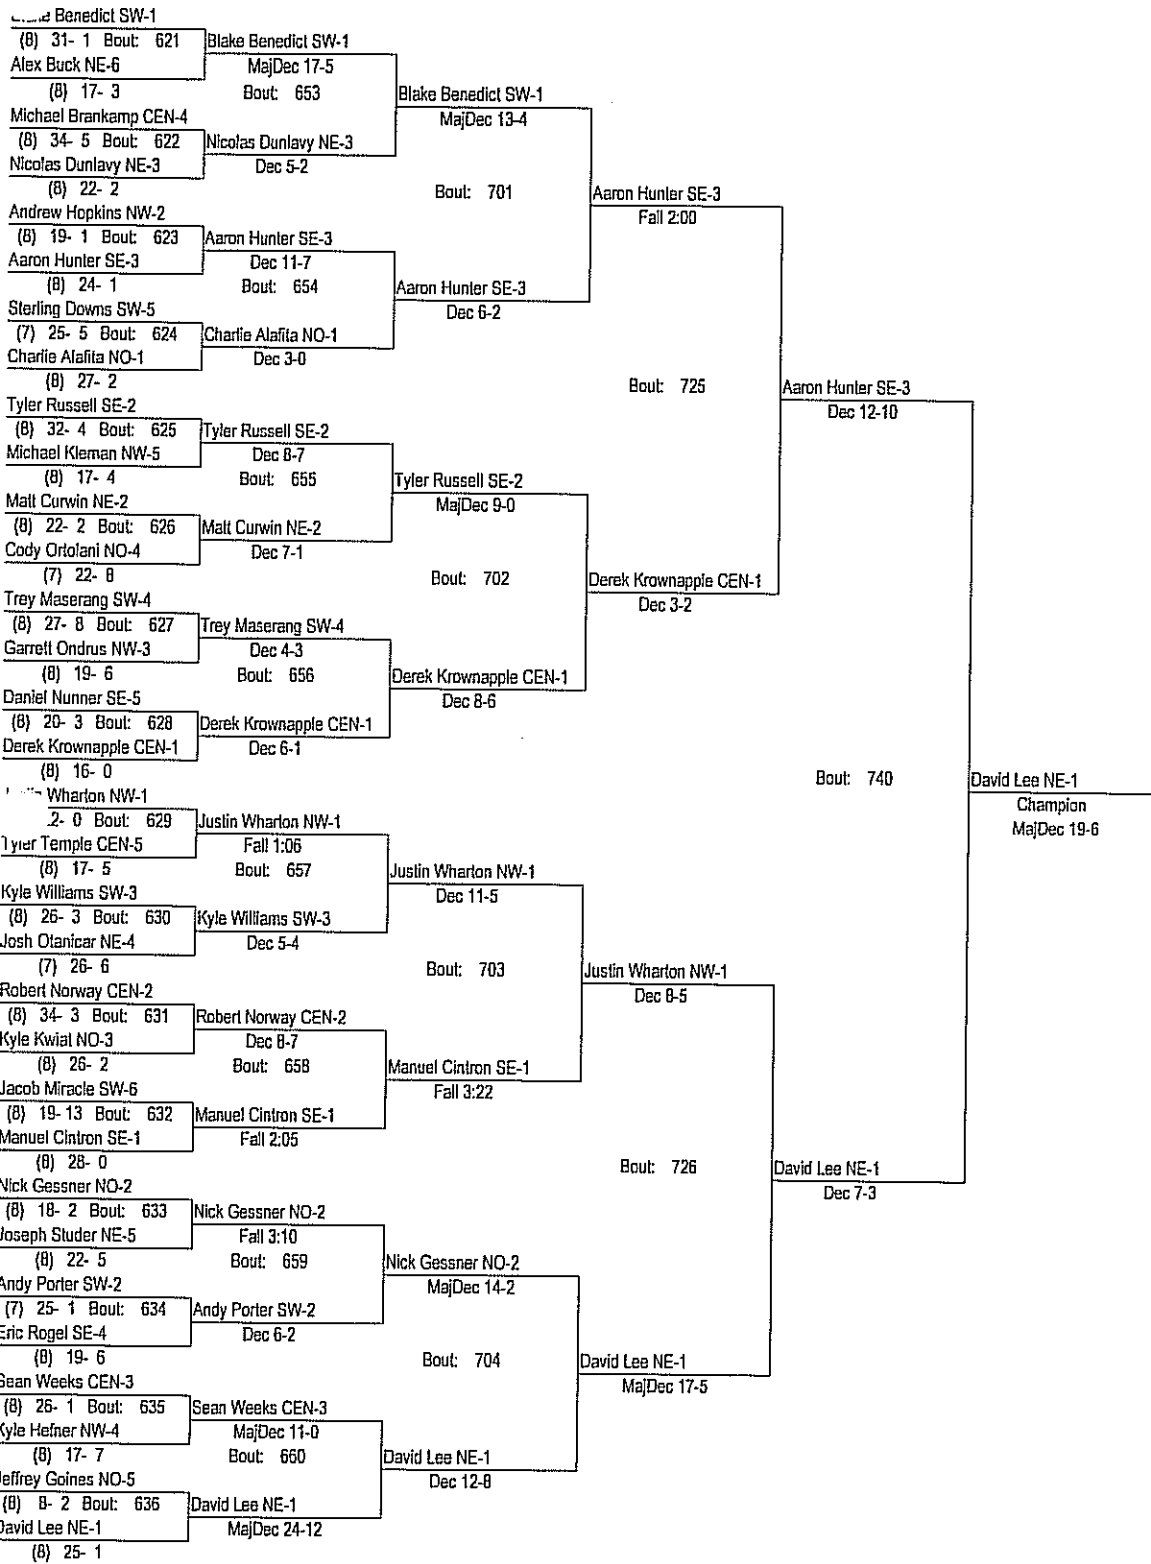 Benedict SW-1
(8) 31- 1 Bout: 621
Alex Buck NE-6
(8) 17- 3
Michael Brankamp CEN-4
(8) 34- 5 Bout: 622
Nicolas Dunlavy NE-3
(8) 22- 2
Andrew Hopkins NW-2
(8) 19- 1 Bout: 623
Aaron Hunter SE-3
(8) 24- 1
Sterling Downs SW-5
(7) 25- 5 Bout: 624
Charlie Alafita NO-1
(8) 27- 2
Tyler Russell SE-2
(8) 32- 4 Bout: 625
Michael Kleman NW-5
(8) 17- 4
Matt Curwin NE-2
(8) 22- 2 Bout: 626
Cody Ortolani NO-4
(7) 22- 8
Trey Maserang SW-4
(8) 27- 8 Bout: 627
Garrett Ondrus NW-3
(8) 19- 6
Daniel Nunner SE-5
(8) 20- 3 Bout: 628
Derek Krownapple CEN-1
(8) 16- 0
Wharton NW-1
2- 0 Bout: 629
Tyler Temple CEN-5
(8) 17- 5
Kyle Williams SW-3
(8) 26- 3 Bout: 630
Josh Otanicar NE-4
(7) 26- 6
Robert Norway CEN-2
(8) 34- 3 Bout: 631
Kyle Kwiat NO-3
(8) 26- 2
Jacob Miracle SW-6
(8) 19- 13 Bout: 632
Manuel Cintron SE-1
(8) 28- 0
Nick Gessner NO-2
(8) 18- 2 Bout: 633
Joseph Studer NE-5
(8) 22- 5
Andy Porter SW-2
(7) 25- 1 Bout: 634
Eric Rogel SE-4
(8) 19- 6
Sean Weeks CEN-3
(8) 26- 1 Bout: 635
Kyle Hefner NW-4
(8) 17- 7
Jeffrey Goines NO-5
(8) 8- 2 Bout: 636
David Lee NE-1
(8) 25- 1
Blake Benedict SW-1
MajDec 17-5
Bout: 653
Nicolas Dunlavy NE-3
Dec 5-2
Aaron Hunter SE-3
Dec 11-7
Bout: 654
Charlie Alafita NO-1
Dec 3-0
Tyler Russell SE-2
Dec 8-7
Bout: 655
Matt Curwin NE-2
Dec 7-1
Trey Maserang SW-4
Dec 4-3
Bout: 656
Derek Krownapple CEN-1
Dec 6-1
Justin Wharton NW-1
Fall 1:06
Bout: 657
Kyle Williams SW-3
Dec 5-4
Robert Norway CEN-2
Dec 8-7
Bout: 658
Manuel Cintron SE-1
Fall 2:05
Nick Gessner NO-2
Fall 3:10
Bout: 659
Andy Porter SW-2
Dec 6-2
Sean Weeks CEN-3
MajDec 11-0
Bout: 660
David Lee NE-1
MajDec 24-12
Blake Benedict SW-1
MajDec 13-4
Bout: 701
Aaron Hunter SE-3
Dec 6-2
Tyler Russell SE-2
MajDec 9-0
Bout: 702
Derek Krownapple CEN-1
Dec 8-6
Justin Wharton NW-1
Dec 11-5
Bout: 703
Manuel Cintron SE-1
Fall 3:22
Nick Gessner NO-2
MajDec 14-2
Bout: 704
David Lee NE-1
Dec 12-8
Aaron Hunter SE-3
Fall 2:00
Bout: 725
Derek Krownapple CEN-1
Dec 3-2
Justin Wharton NW-1
Dec 8-5
Bout: 726
David Lee NE-1
MajDec 17-5
Aaron Hunter SE-3
Dec 12-10
Bout: 740
David Lee NE-1
Dec 7-3
David Lee NE-1
Champion
MajDec 19-6